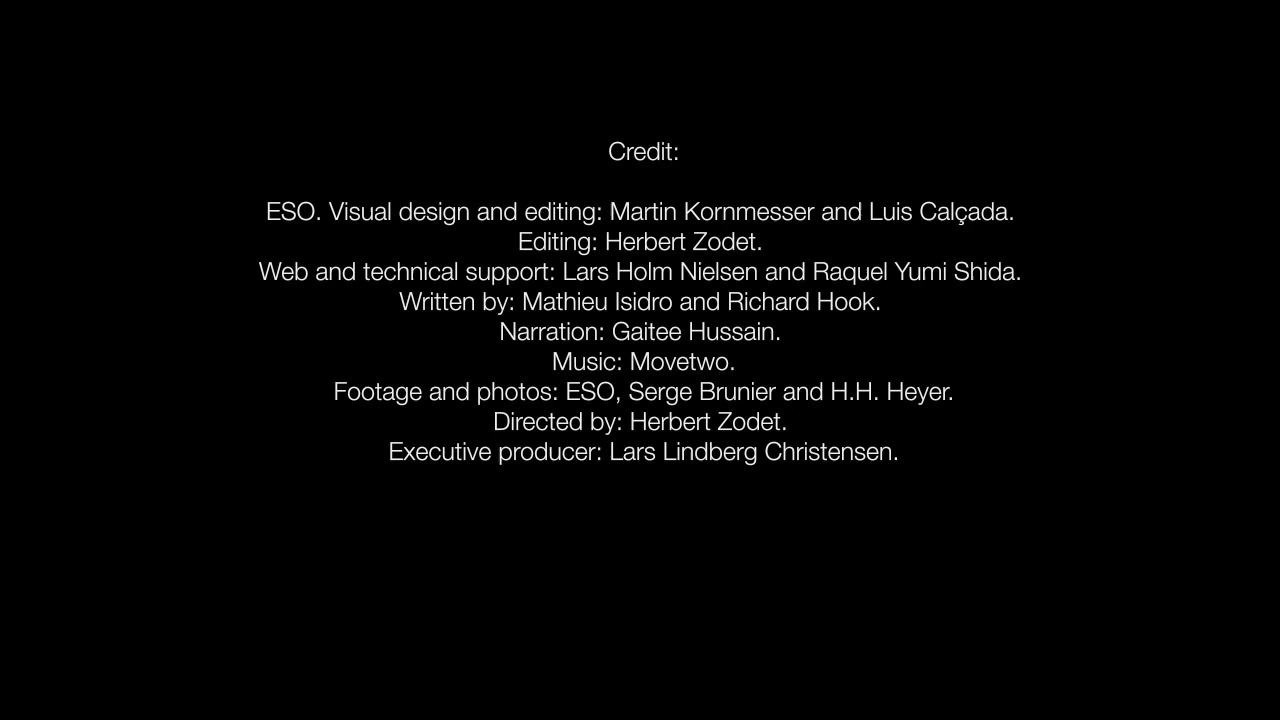 Credit:
ESO. Visual design and editing: Martin Kornmesser and Luis Calçada.
Editing: Herbert Zodet.
Web and technical support: Lars Holm Nielsen and Raquel Yumi Shida.
Written by: Mathieu Isidro and Richard Hook.
Narration: Gaitee Hussain.
Music: Movetwo.
Footage and photos: ESO, Serge Brunier and H.H. Heyer.
Directed by: Herbert Zodet.
Executive producer: Lars Lindberg Christensen.